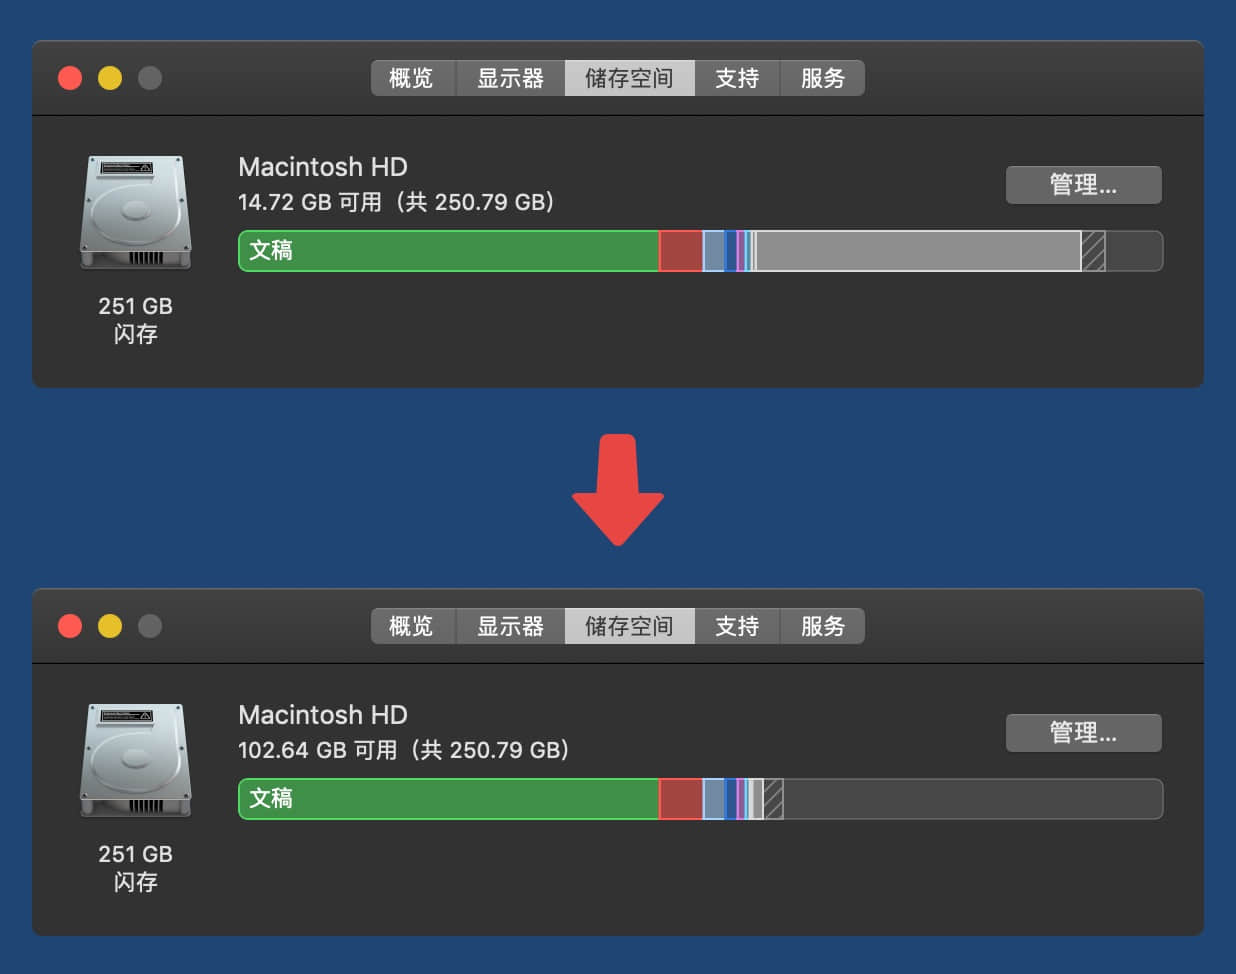 概览 显示器 储存空间 支持 服务
Macintosh HD
14.72 GB 可用（共 250.79 GB）
管理...
文稿
251 GB
闪存
概览 显示器 储存空间 支持 服务
Macintosh HD
102.64 GB 可用（共 250.79 GB）
管理...
文稿
251 GB
闪存